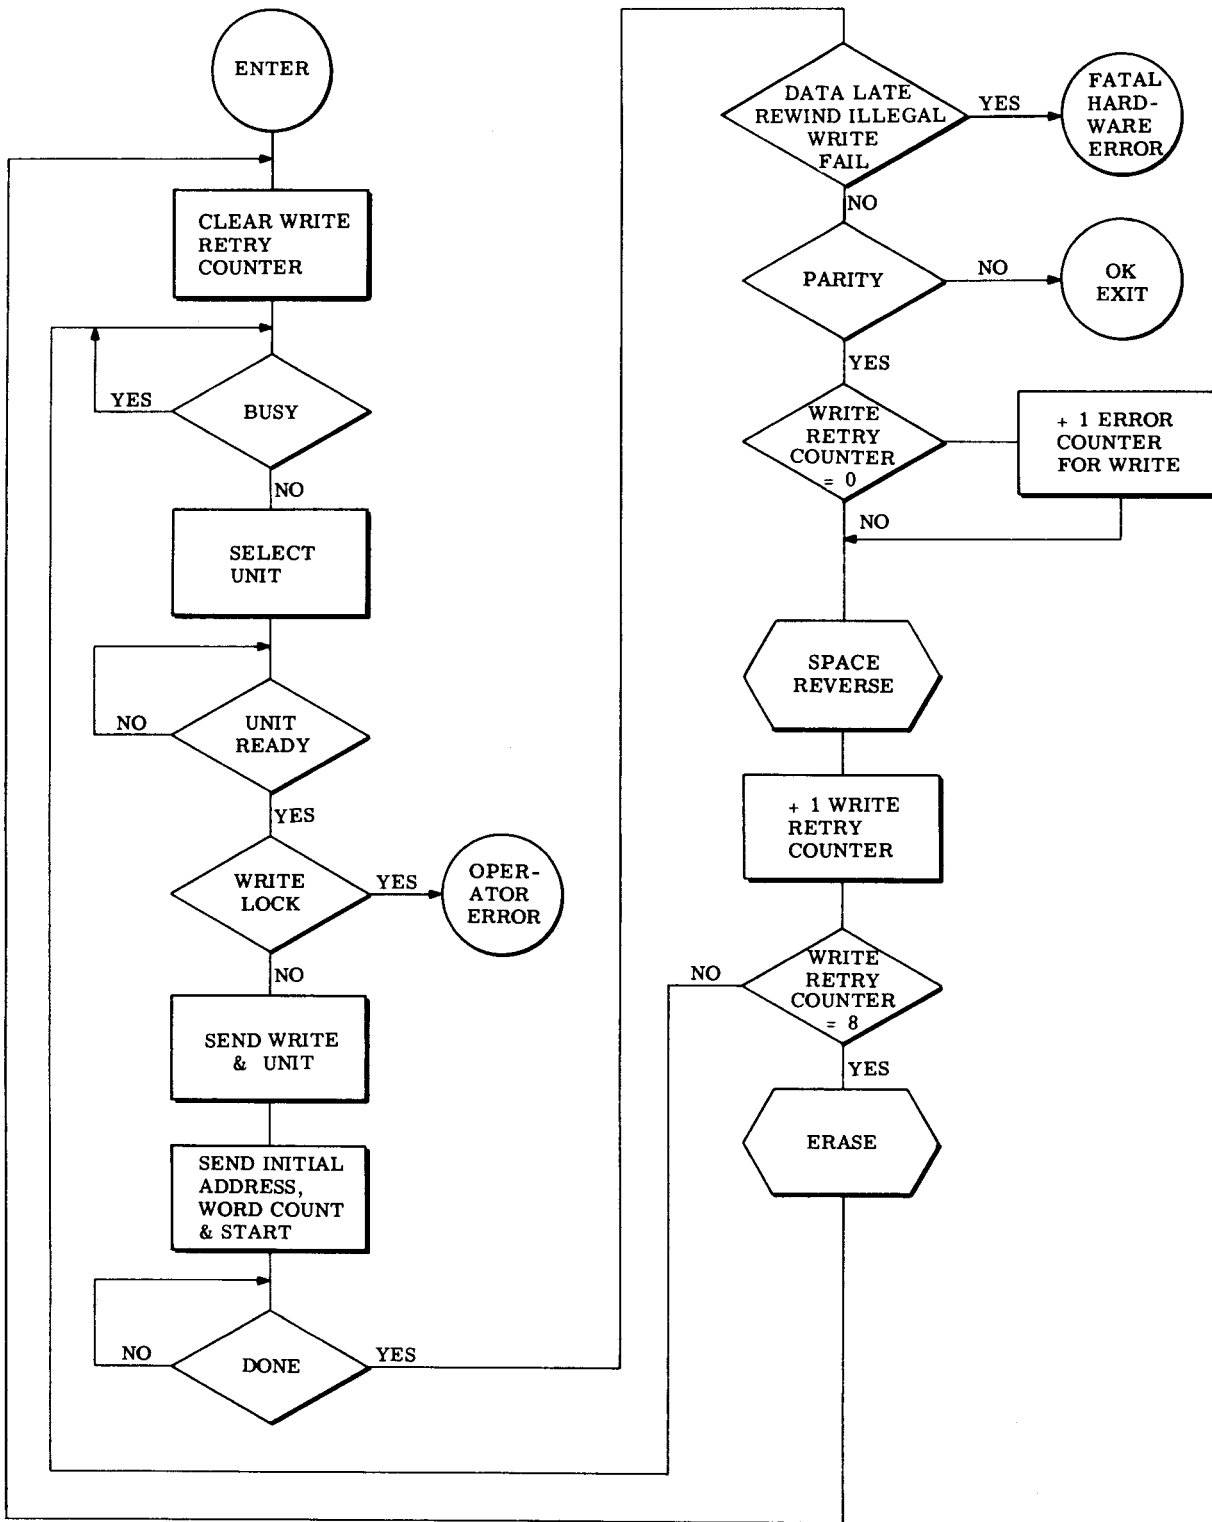 ENTER
CLEAR WRITE
RETRY
COUNTER
YES
BUSY
NO
SELECT
UNIT
NO
UNIT
READY
YES
WRITE
LOCK
YES
OPER-
ATOR
ERROR
NO
SEND WRITE
& UNIT
SEND INITIAL
ADDRESS,
WORD COUNT
& START
NO
DONE
YES
DATA LATE
REWIND ILLEGAL
WRITE
FAIL
YES
FATAL
HARD-
WARE
ERROR
NO
PARITY
NO
OK
EXIT
YES
WRITE
RETRY
COUNTER
= 0
+ 1 ERROR
COUNTER
FOR WRITE
NO
SPACE
REVERSE
+ 1 WRITE
RETRY
COUNTER
NO
WRITE
RETRY
COUNTER
= 8
YES
ERASE